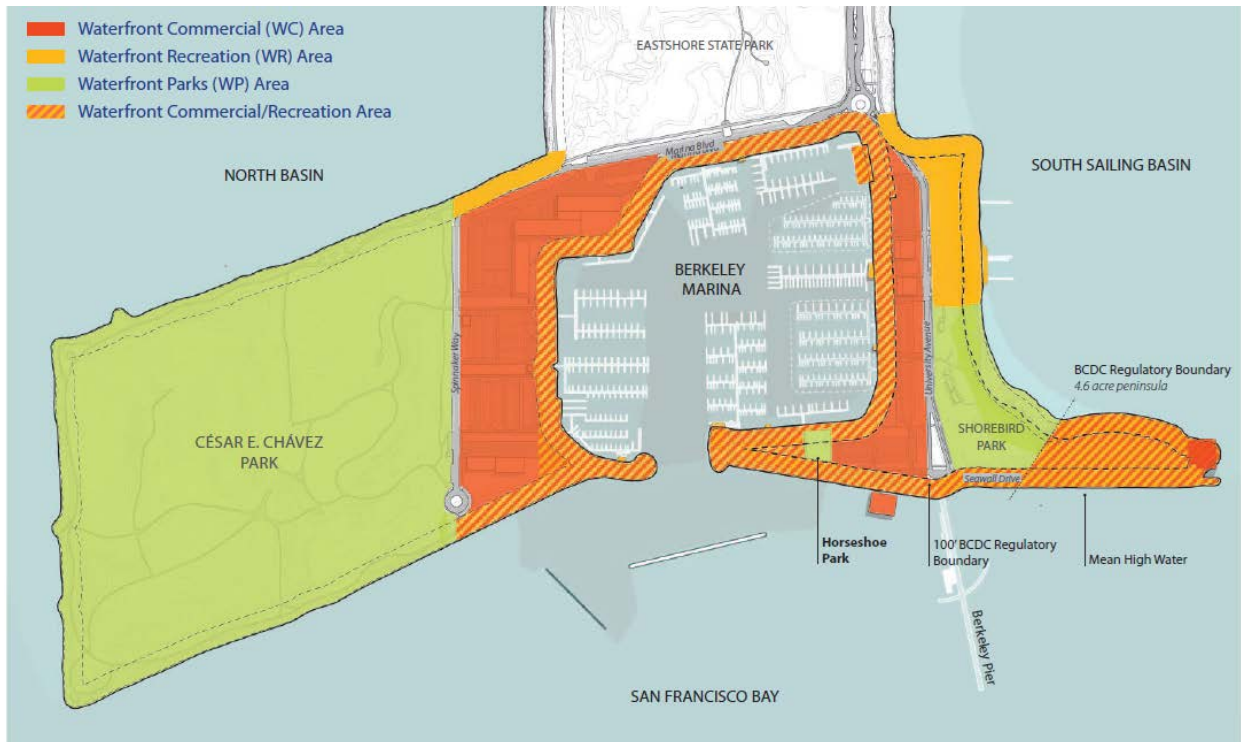 Waterfront Commercial (WC) Area
Waterfront Recreation (WR) Area
Waterfront Parks (WP) Area
Waterfront Commercial/Recreation Area
EASTSHORE STATE PARK
NORTH BASIN
Marina Blvd
SOUTH SAILING BASIN
BERKELEY
MARINA
Spinnaker Way
University Avenue
BCDC Regulatory Boundary
4.6 acre peninsula
CÉSAR E. CHÁVEZ
PARK
SHOREBIRD
PARK
Seawall Drive
Horseshoe
Park
100' BCDC Regulatory
Boundary
Mean High Water
Berkeley Pier
SAN FRANCISCO BAY